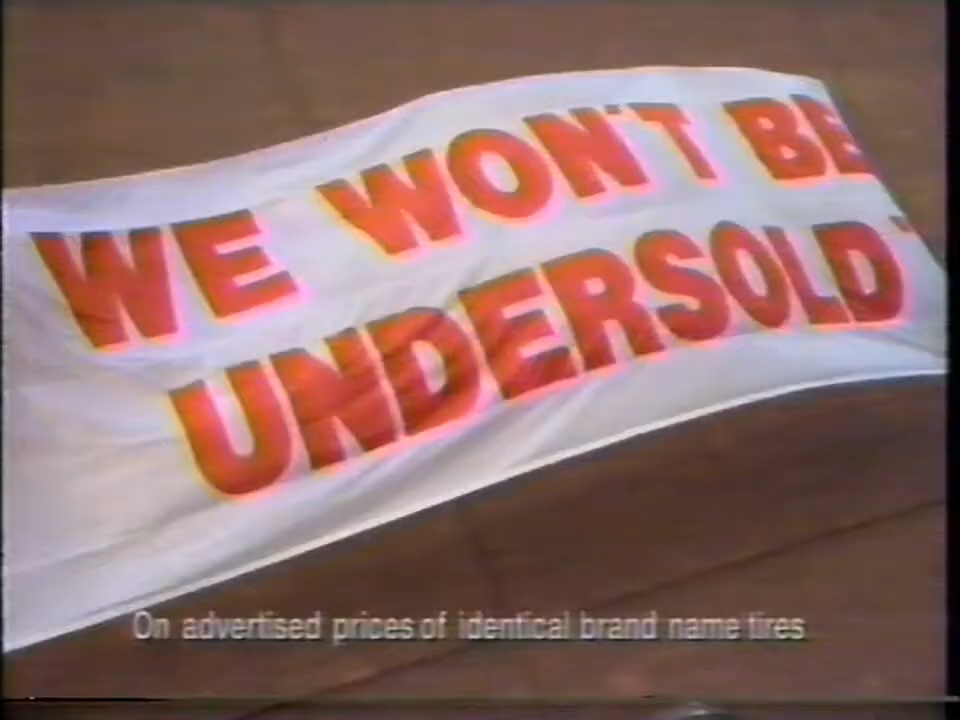 WE WON'T BE
UNDERSOLD
On advertised prices of identical brand name tires